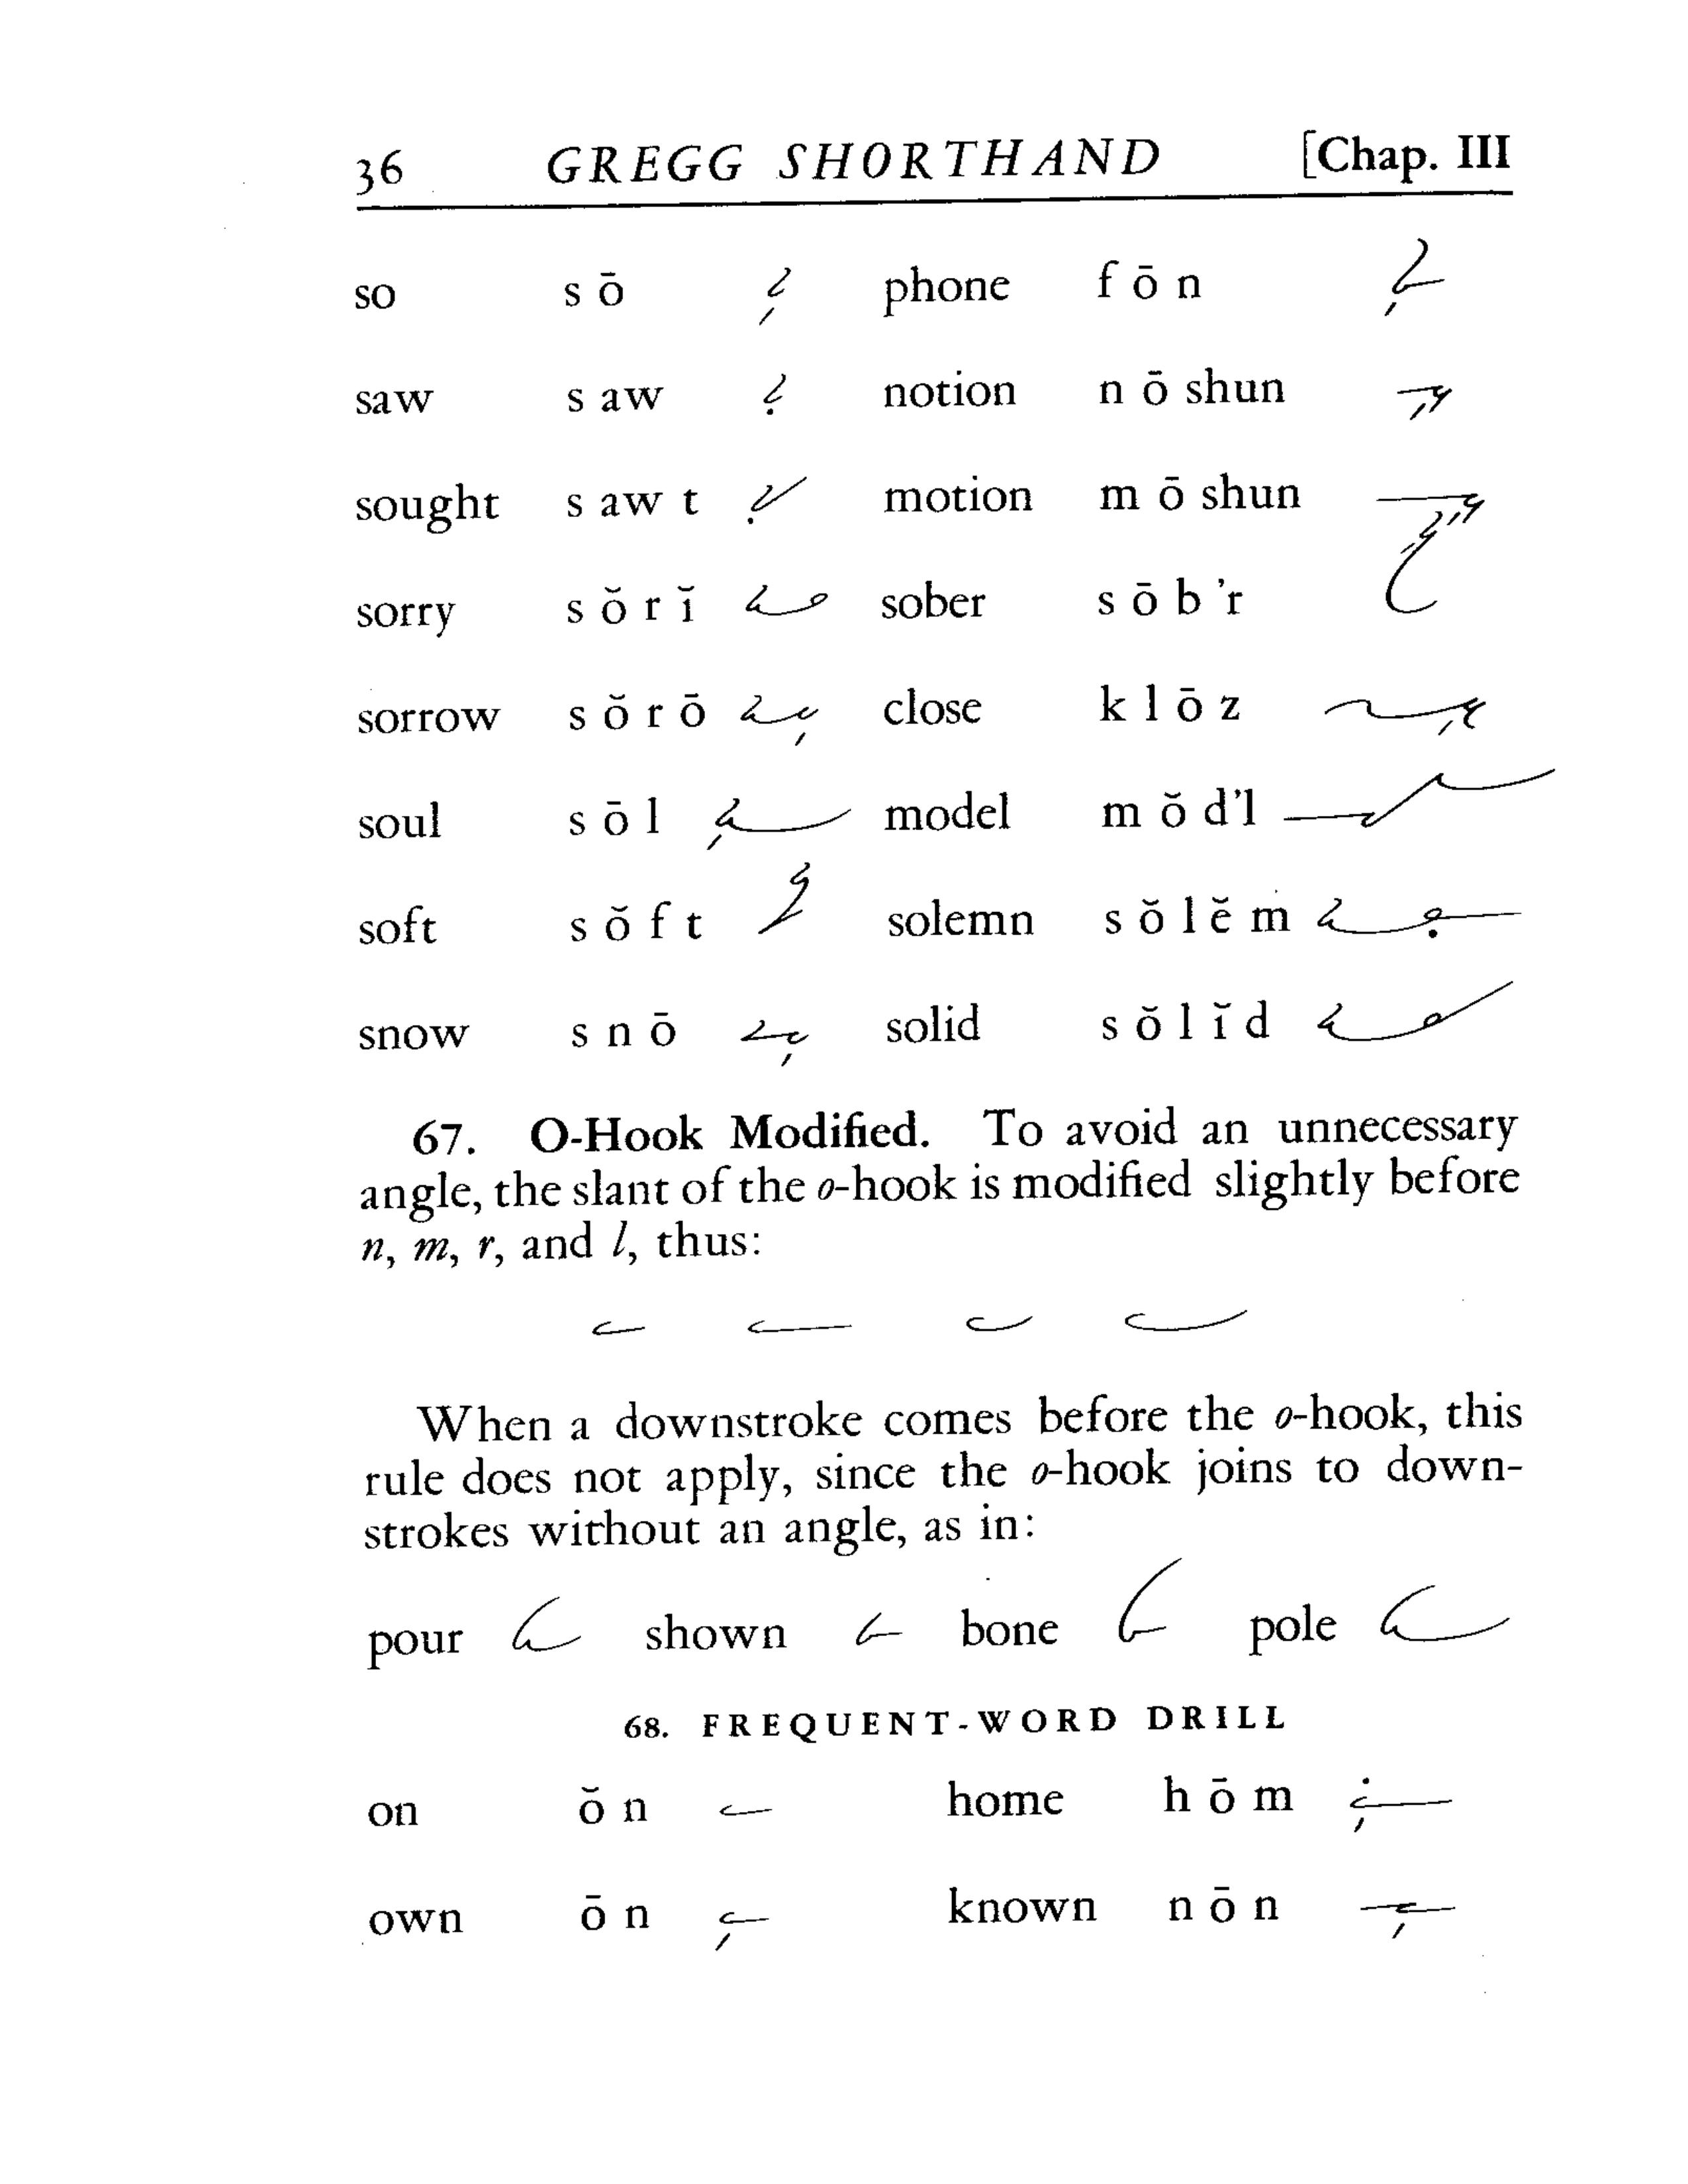 36 GREGG SHORTHAND [Chap. III
so s ō phone f ō n
saw s aw notion n ō shun
sought s aw t motion m ō shun
sorry s ŏ r ĭ sober s ō b 'r
sorrow s ŏ r ō close k l ō z
soul s ō l model m ŏ d'l
soft s ŏ f t solemn s ŏ l ĕ m
snow s n ō solid s ŏ l ĭ d
67. O-Hook Modified. To avoid an unnecessary
angle, the slant of the o-hook is modified slightly before
n, m, r, and l, thus:
When a downstroke comes before the o-hook, this
rule does not apply, since the o-hook joins to down-
strokes without an angle, as in:
pour shown bone pole
68. FREQUENT-WORD DRILL
on ŏ n home h ō m
own ō n known n ō n